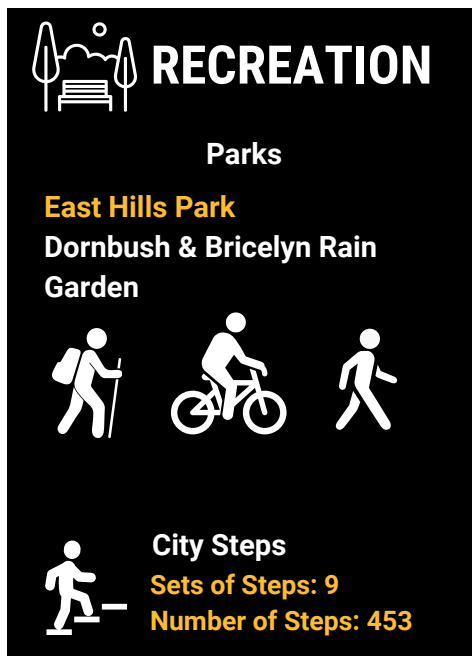 RECREATION
Parks
East Hills Park
Dornbush & Bricelyn Rain
Garden
City Steps
Sets of Steps: 9
Number of Steps: 453